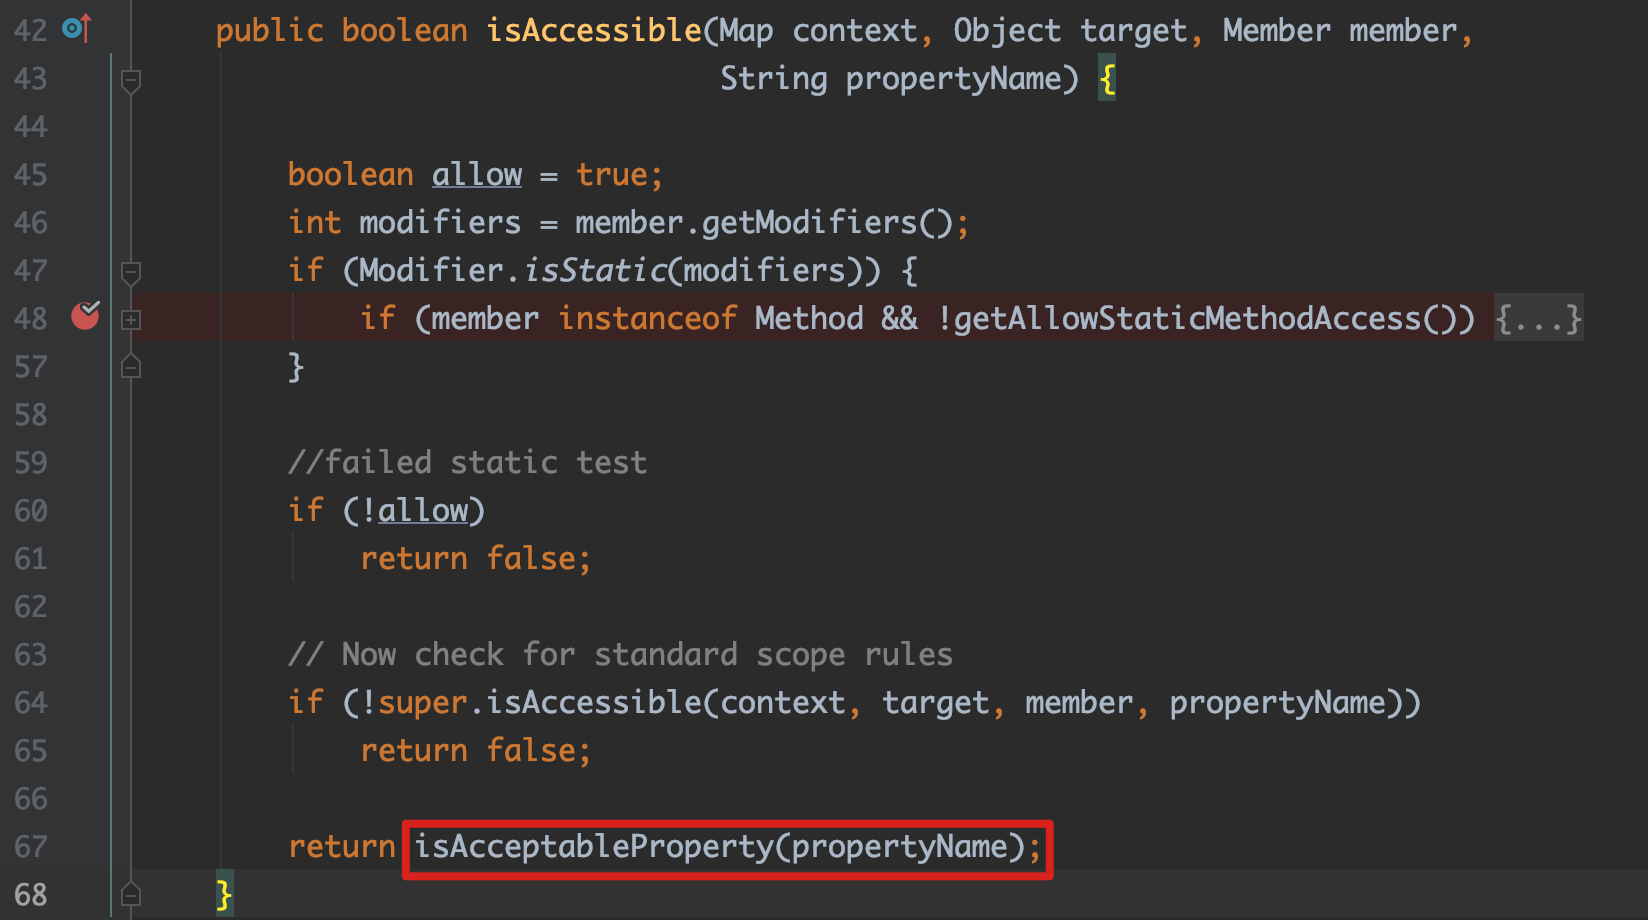 42 public boolean isAccessible(Map context, Object target, Member member,
43 String propertyName) {
44
45 boolean allow = true;
46 int modifiers = member.getModifiers();
47 if (Modifier.isStatic(modifiers)) {
48 if (member instanceof Method && !getAllowStaticMethodAccess()) {...}
57 }
58
59 //failed static test
60 if (!allow)
61 return false;
62
63 // Now check for standard scope rules
64 if (!super.isAccessible(context, target, member, propertyName))
65 return false;
66
67 return isAcceptableProperty(propertyName);
68 }